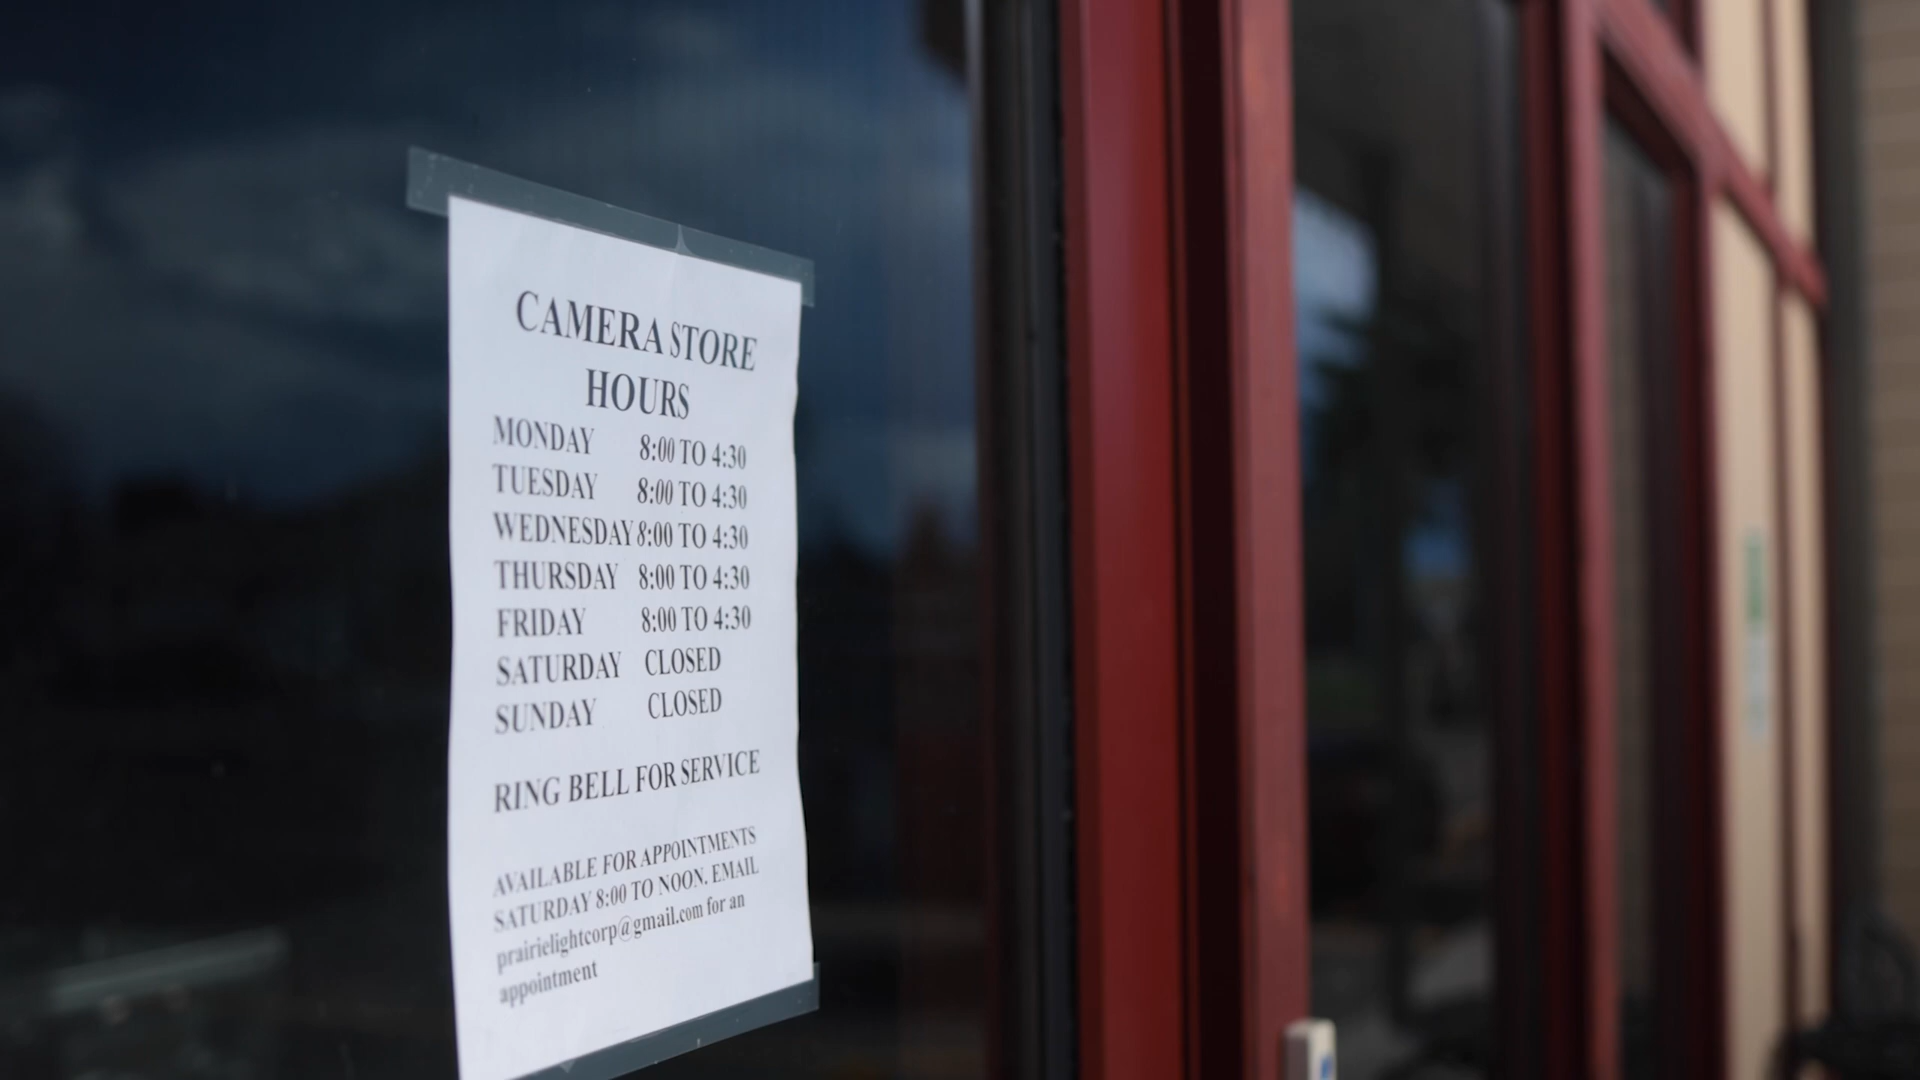 CAMERA STORE
HOURS
MONDAY 8:00 TO 4:30
TUESDAY 8:00 TO 4:30
WEDNESDAY 8:00 TO 4:30
THURSDAY 8:00 TO 4:30
FRIDAY 8:00 TO 4:30
SATURDAY CLOSED
SUNDAY CLOSED
RING BELL FOR SERVICE
AVAILABLE FOR APPOINTMENTS
SATURDAY 8:00 TO NOON. EMAIL
prairielightcorp@gmail.com for an
appointment